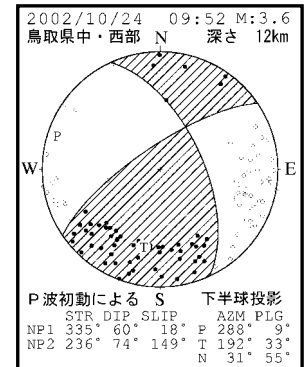 2002/10/24 09:52 M:3.6
鳥取県中・西部 N 深さ 12km
P
W E
T
P波初動による S 下半球投影
STR DIP SLIP AZM PLG
NP1 335° 60° 18° P 288° 9°
NP2 236° 74° 149° T 192° 33°
N 31° 55°